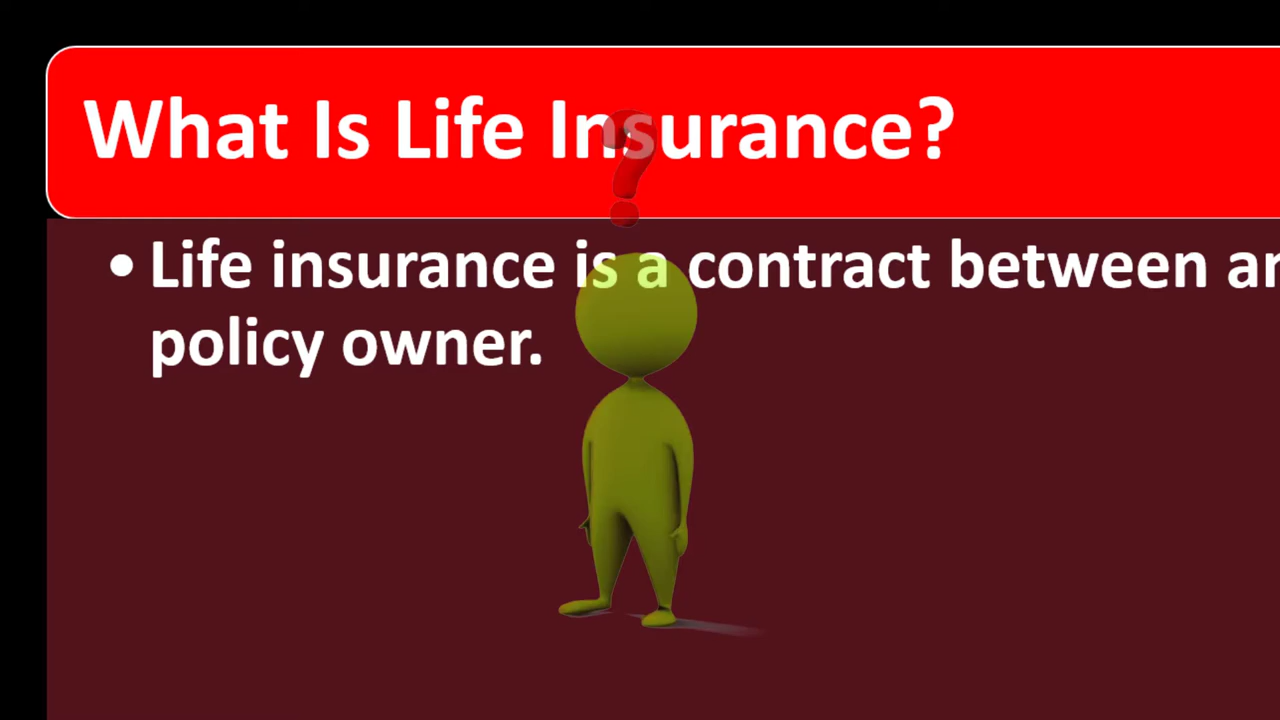 What Is Life Insurance?
• Life insurance is a contract between
policy owner.